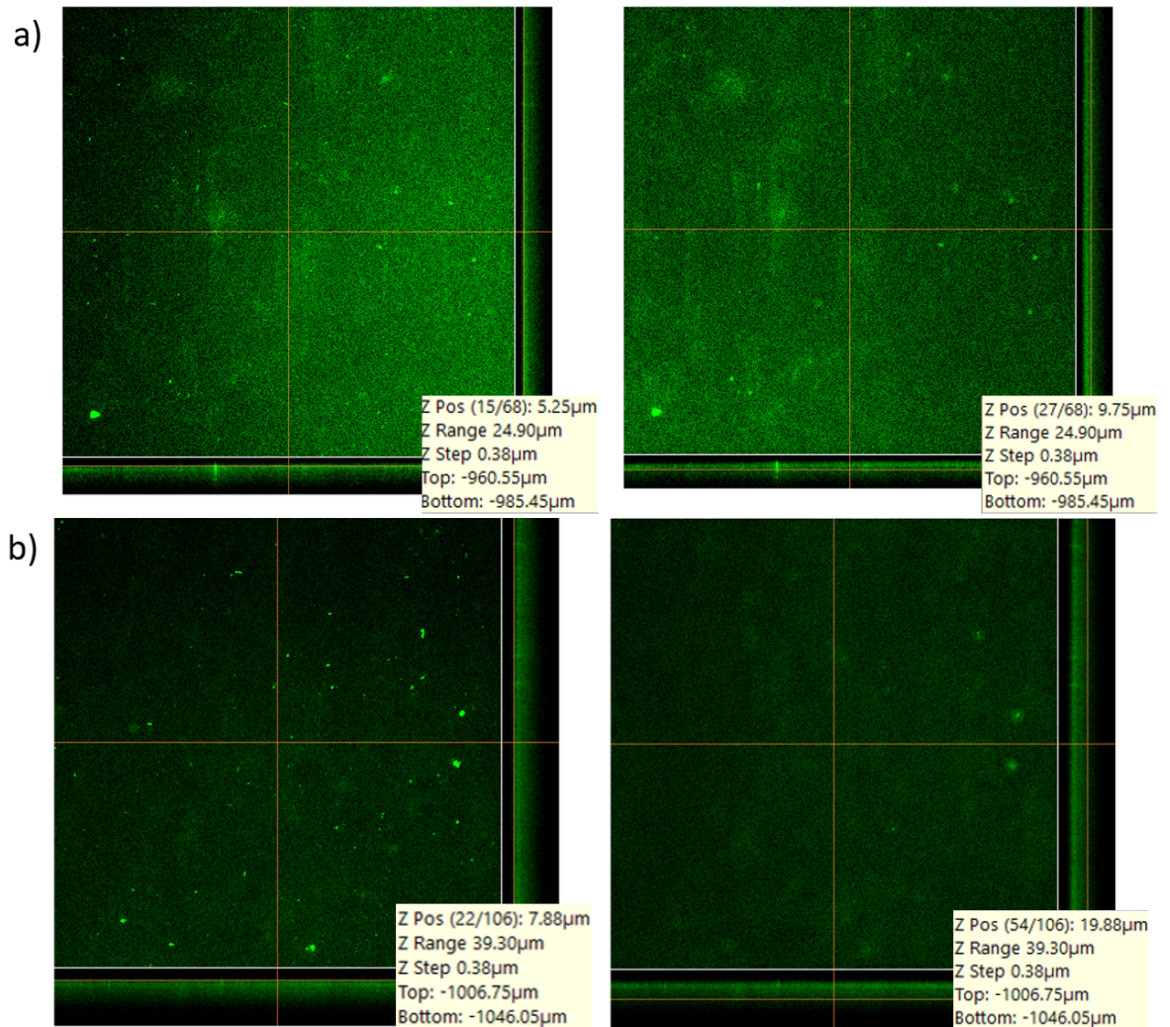 a)
Z Pos (15/68): 5.25µm
Z Range 24.90µm
Z Step 0.38µm
Top: -960.55µm
Bottom: -985.45µm
Z Pos (27/68): 9.75µm
Z Range 24.90µm
Z Step 0.38µm
Top: -960.55µm
Bottom: -985.45µm
b)
Z Pos (22/106): 7.88µm
Z Range 39.30µm
Z Step 0.38µm
Top: -1006.75µm
Bottom: -1046.05µm
Z Pos (54/106): 19.88µm
Z Range 39.30µm
Z Step 0.38µm
Top: -1006.75µm
Bottom: -1046.05µm